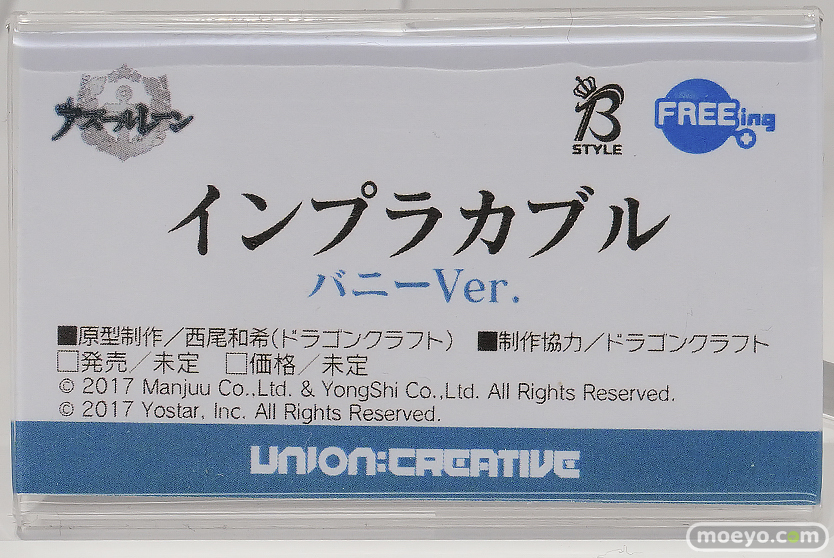 アズールレーン
B
STYLE
FREEing
インプラカブル
バニーVer.
■原型制作／西尾和希(ドラゴンクラフト) ■制作協力／ドラゴンクラフト
□発売／未定 □価格／未定
© 2017 Manjuu Co.,Ltd. & YongShi Co.,Ltd. All Rights Reserved.
© 2017 Yostar, Inc. All Rights Reserved.
UNION:CREATIVE
moeyo.com